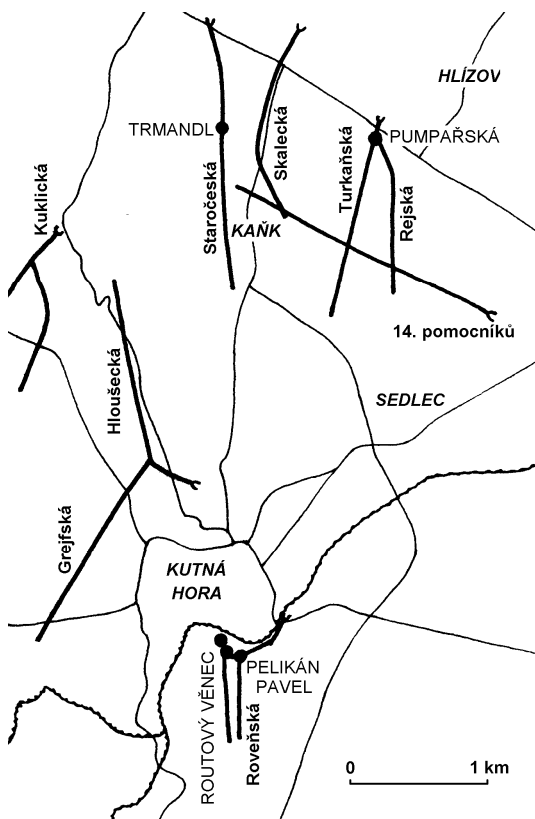 HLÍZOV
TRMANDL
PUMPAŘSKÁ
Skalecká
Turkaňská
Staročeská
Rejská
Kuklická
KAŇK
14. pomocníků
Hloušecká
SEDLEC
Grejfská
KUTNÁ
HORA
PELIKÁN
PAVEL
ROUTOVÝ VĚNEC
Roveňská
0 1 km